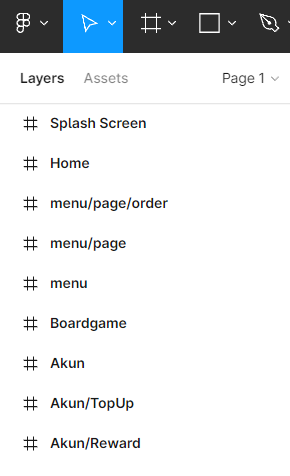 Layers Assets Page 1
Splash Screen
Home
menu/page/order
menu/page
menu
Boardgame
Akun
Akun/TopUp
Akun/Reward